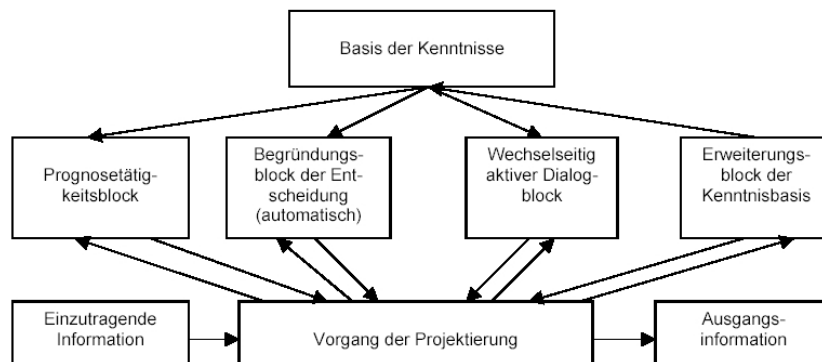 Basis der Kenntnisse
Prognosetätig-
keitsblock
Begründungs-
block der Ent-
scheidung
(automatisch)
Wechselseitig
aktiver Dialog-
block
Erweiterungs-
block der
Kenntnisbasis
Einzutragende
Information
Vorgang der Projektierung
Ausgangs-
information